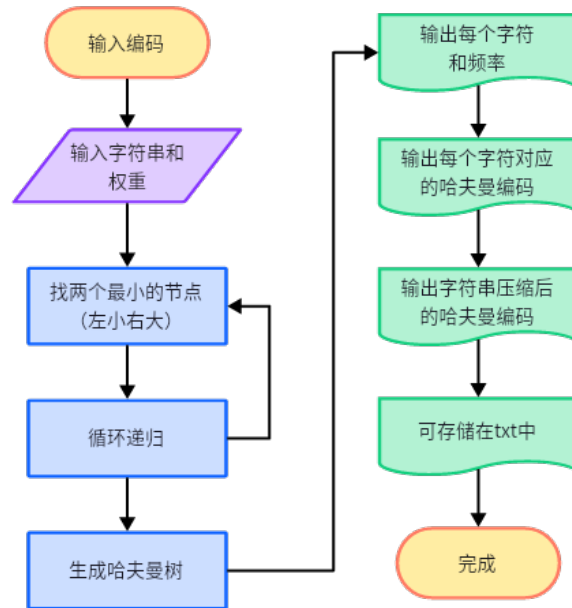 输入编码
输入字符串和
权重
找两个最小的节点
（左小右大）
循环递归
生成哈夫曼树
输出每个字符
和频率
输出每个字符对应
的哈夫曼编码
输出字符串压缩后
的哈夫曼编码
可存储在txt中
完成